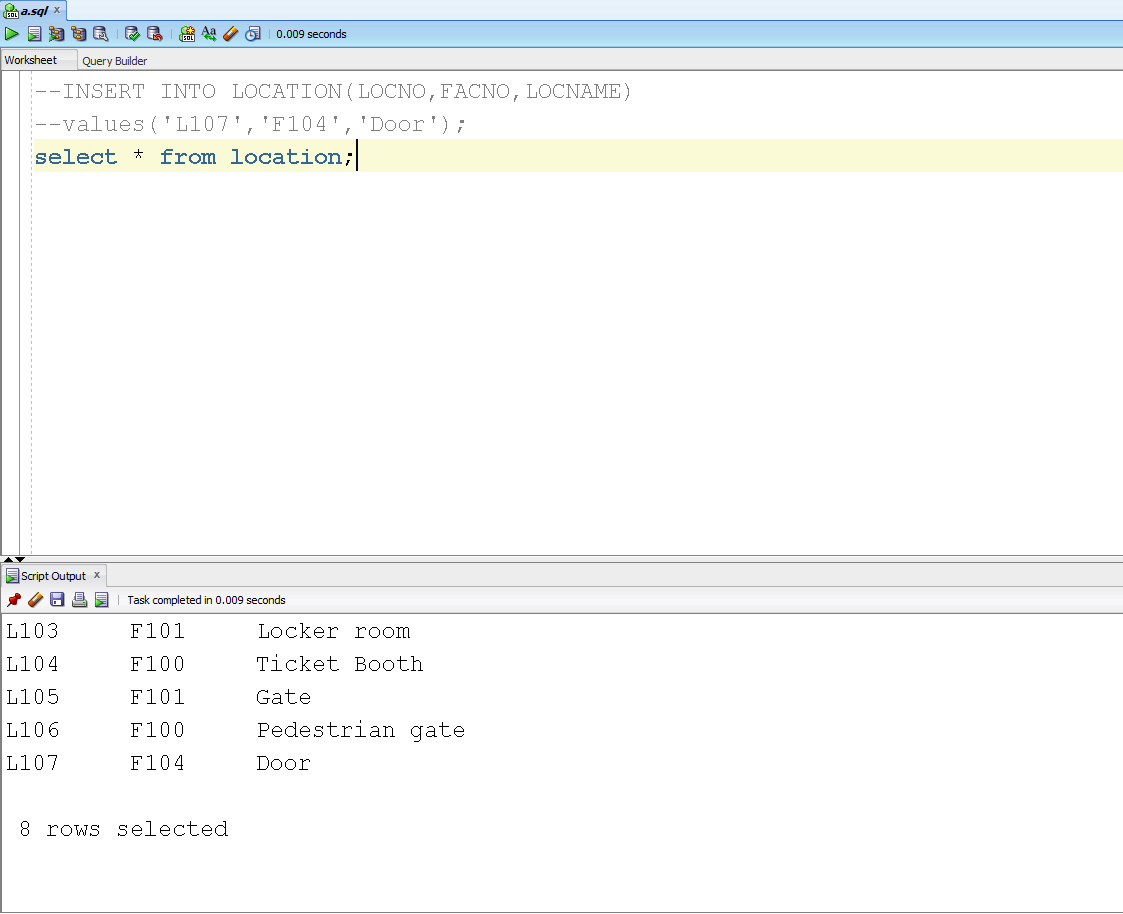 a.sql x
0.009 seconds
Worksheet Query Builder
--INSERT INTO LOCATION(LOCNO,FACNO,LOCNAME)
--values('L107','F104','Door');
select * from location;
Script Output x
Task completed in 0.009 seconds
L103 F101 Locker room
L104 F100 Ticket Booth
L105 F101 Gate
L106 F100 Pedestrian gate
L107 F104 Door
8 rows selected